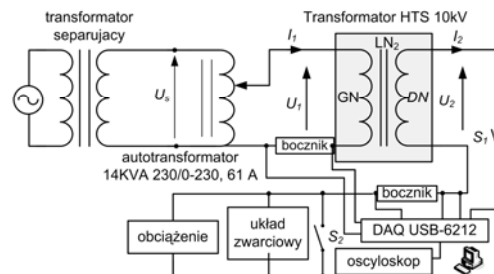 transformator
separujacy
Transformator HTS 10kV
I₁
LN₂
I₂
Uₛ
U₁
GN
DN
U₂
S₁
autotransformator
14KVA 230/0-230, 61 A
bocznik
bocznik
obciążenie
układ
zwarciowy
S₂
DAQ USB-6212
oscyloskop